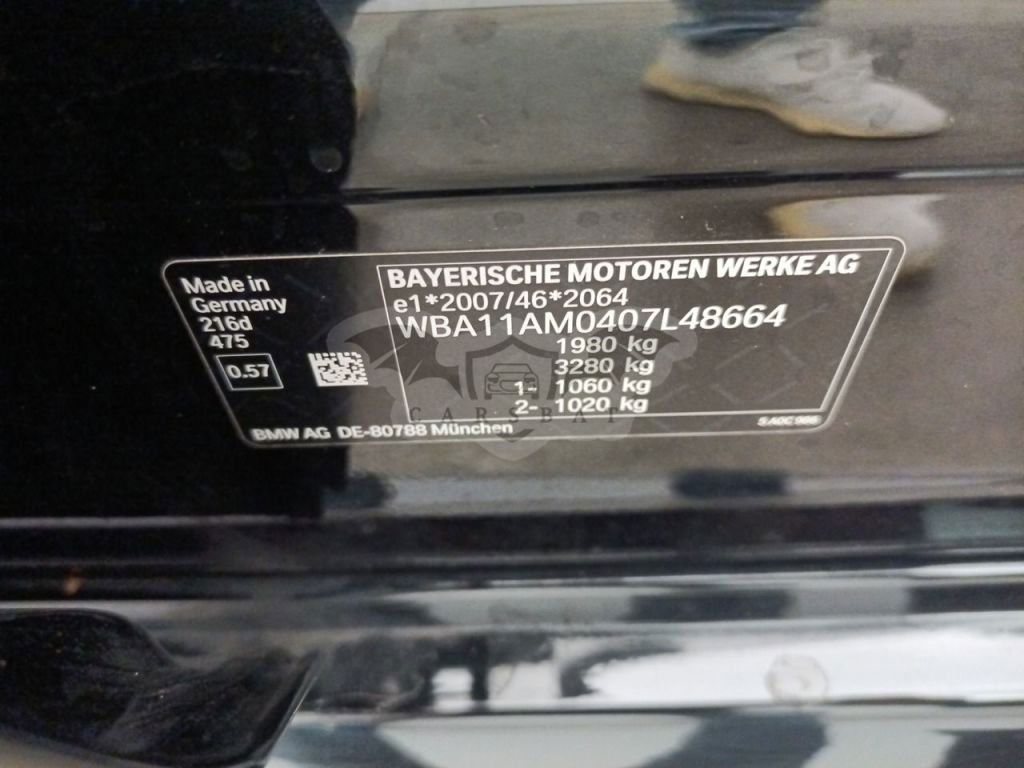 Made in
Germany
216d
475
0.57
BAYERISCHE MOTOREN WERKE AG
e1*2007/46*2064
WBA11AM0407L48664
1980 kg
3280 kg
1- 1060 kg
2- 1020 kg
CARSBAT
BMW AG DE-80788 München